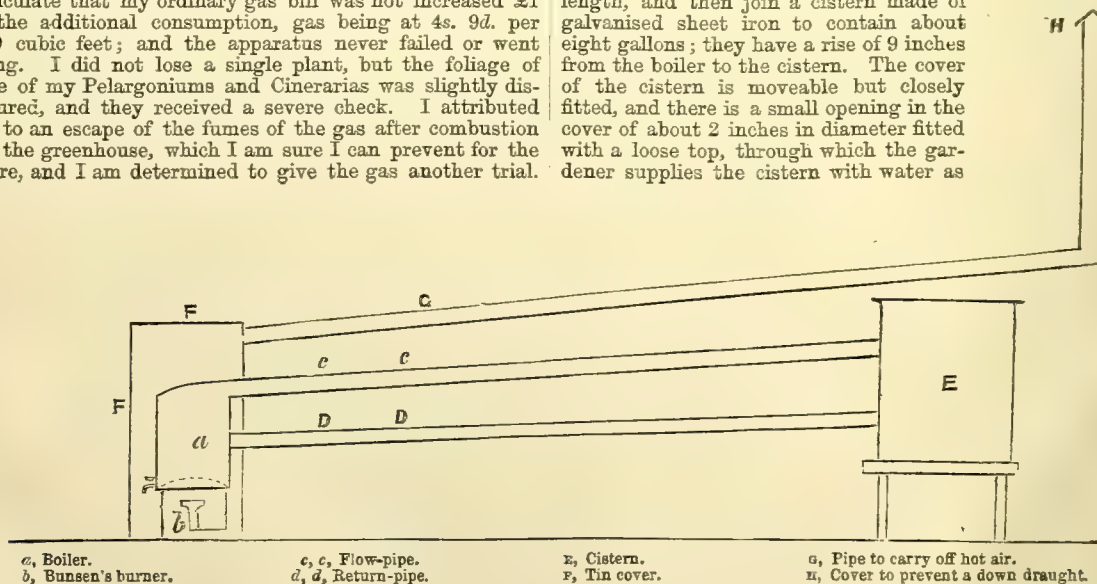 that my ordinary gas bill was not increased £1
the additional consumption, gas being at 4s. 9d. per
cubic feet; and the apparatus never failed or went
I did not lose a single plant, but the foliage of
of my Pelargoniums and Cinerarias was slightly dis-
and they received a severe check. I attributed
to an escape of the fumes of the gas after combustion
the greenhouse, which I am sure I can prevent for the
and I am determined to give the gas another trial.
length, and then join a cistern made of
galvanised sheet iron to contain about
eight gallons; they have a rise of 9 inches
from the boiler to the cistern. The cover
of the cistern is moveable but closely
fitted, and there is a small opening in the
cover of about 2 inches in diameter fitted
with a loose top, through which the gar-
dener supplies the cistern with water as
H
G
F
c c
F
E
D D
a
b
a, Boiler.
b, Bunsen's burner.
c, c, Flow-pipe.
d, d, Return-pipe.
E, Cistern.
F, Tin cover.
G, Pipe to carry off hot air.
H, Cover to prevent a down draught.